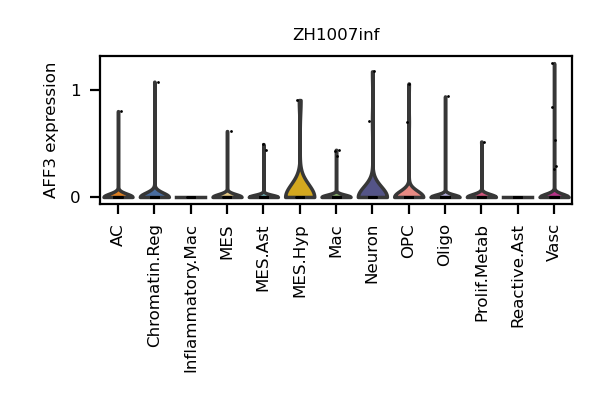 ZH1007inf
AFF3 expression
1
0
AC
Chromatin.Reg
Inflammatory.Mac
MES
MES.Ast
MES.Hyp
Mac
Neuron
OPC
Oligo
Prolif.Metab
Reactive.Ast
Vasc